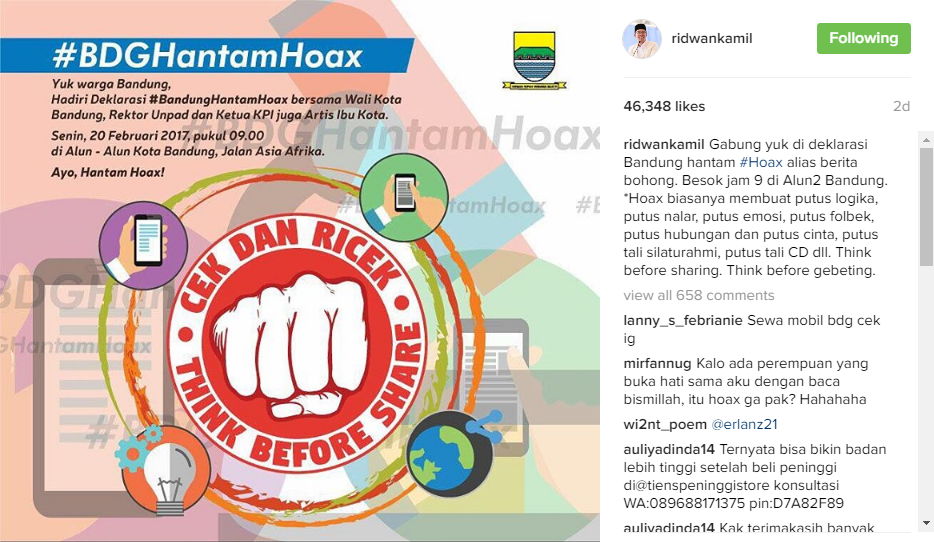 #BDGHantamHoax
Yuk warga Bandung,
Hadiri Deklarasi #BandungHantamHoax bersama Wali Kota
Bandung, Rektor Unpad dan Ketua KPI juga Artis Ibu Kota.
Senin, 20 Februari 2017, pukul 09.00
di Alun - Alun Kota Bandung, Jalan Asia Afrika.
Ayo, Hantam Hoax!
#BDGHantamHoax
#BDGHantamHoax
#B
BDGHantam
GHantamHoax
#B
CEK DAN RICEK
THINK BEFORE SHARE
ridwankamil
Following
46,348 likes
2d
ridwankamil Gabung yuk di deklarasi
Bandung hantam #Hoax alias berita
bohong. Besok jam 9 di Alun2 Bandung.
*Hoax biasanya membuat putus logika,
putus nalar, putus emosi, putus folbek,
putus hubungan dan putus cinta, putus
tali silaturahmi, putus tali CD dll. Think
before sharing. Think before gebeting.
view all 658 comments
lanny_s_febrianie Sewa mobil bdg cek
ig
mirfannug Kalo ada perempuan yang
buka hati sama aku dengan baca
bismillah, itu hoax ga pak? Hahahaha
wi2nt_poem @erlanz21
auliyadinda14 Ternyata bisa bikin badan
lebih tinggi setelah beli peninggi
di@tienspeninggistore konsultasi
WA:089688171375 pin:D7A82F89
auliyadinda14 Kak terimakasih banyak